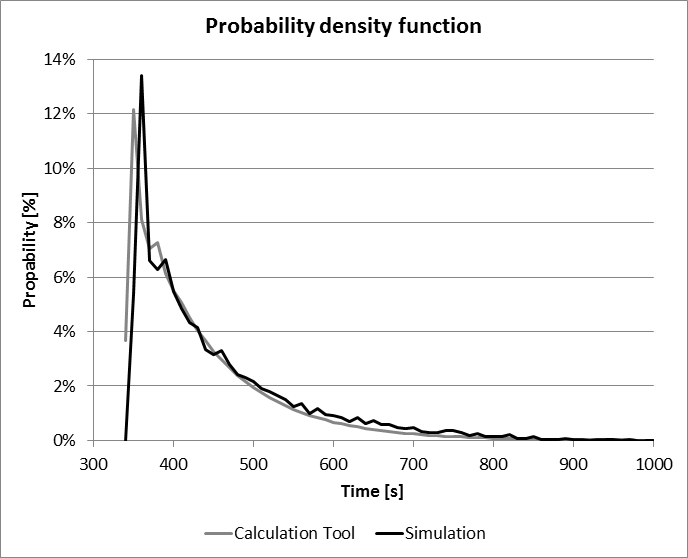 Probability density function
14%
12%
10%
8%
6%
4%
2%
0%
Propability [%]
300 400 500 600 700 800 900 1000
Time [s]
Calculation Tool Simulation